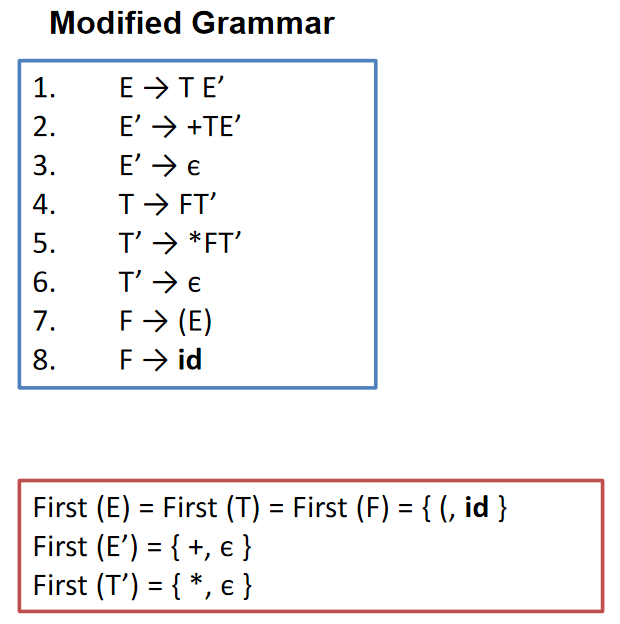 Modified Grammar
1. E → T E’
2. E’ → +TE’
3. E’ → ϵ
4. T → FT’
5. T’ → *FT’
6. T’ → ϵ
7. F → (E)
8. F → id
First (E) = First (T) = First (F) = { (, id }
First (E’) = { +, ϵ }
First (T’) = { *, ϵ }